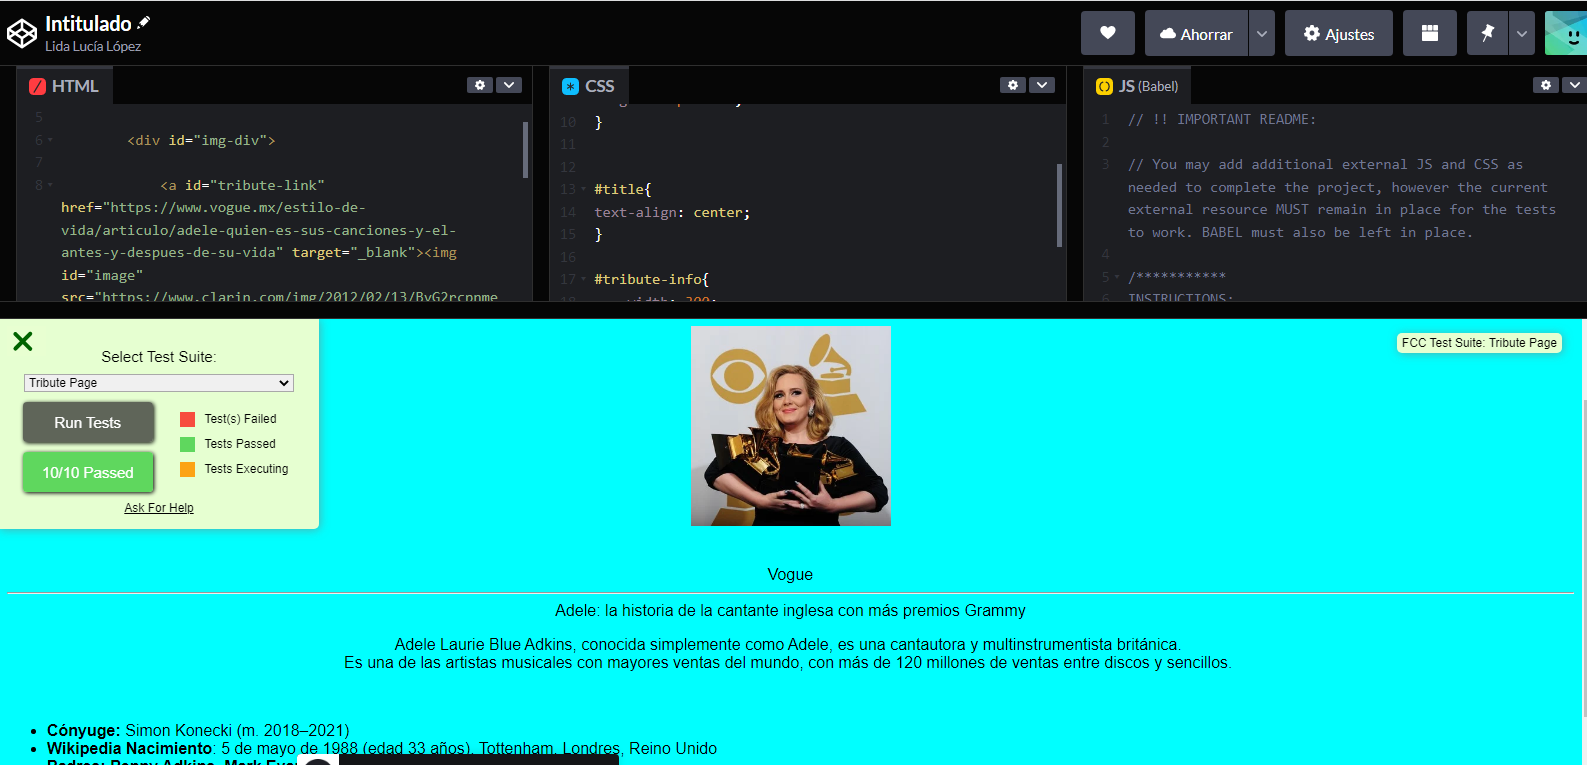 Intitulado
Lida Lucía López
Ahorrar
Ajustes
HTML
CSS
JS (Babel)
5
6 <div id="img-div">
7
8 <a id="tribute-link"
href="https://www.vogue.mx/estilo-de-
vida/articulo/adele-quien-es-sus-canciones-y-el-
antes-y-despues-de-su-vida" target="_blank"><img
id="image"
src="https://www.clarin.com/img/2012/02/13/ByG2rcpnme
10 }
11
12
13 #title{
14 text-align: center;
15 }
16
17 #tribute-info{
18 width: 300;
1 // !! IMPORTANT README:
2
3 // You may add additional external JS and CSS as
needed to complete the project, however the current
external resource MUST remain in place for the tests
to work. BABEL must also be left in place.
4
5 /***********
6 INSTRUCTIONS:
Select Test Suite:
Tribute Page
Run Tests
Test(s) Failed
Tests Passed
10/10 Passed
Tests Executing
Ask For Help
FCC Test Suite: Tribute Page
Vogue
Adele: la historia de la cantante inglesa con más premios Grammy
Adele Laurie Blue Adkins, conocida simplemente como Adele, es una cantautora y multinstrumentista británica.
Es una de las artistas musicales con mayores ventas del mundo, con más de 120 millones de ventas entre discos y sencillos.
• Cónyuge: Simon Konecki (m. 2018–2021)
• Wikipedia Nacimiento: 5 de mayo de 1988 (edad 33 años), Tottenham, Londres, Reino Unido
Padres: Penny Adkins, Mark